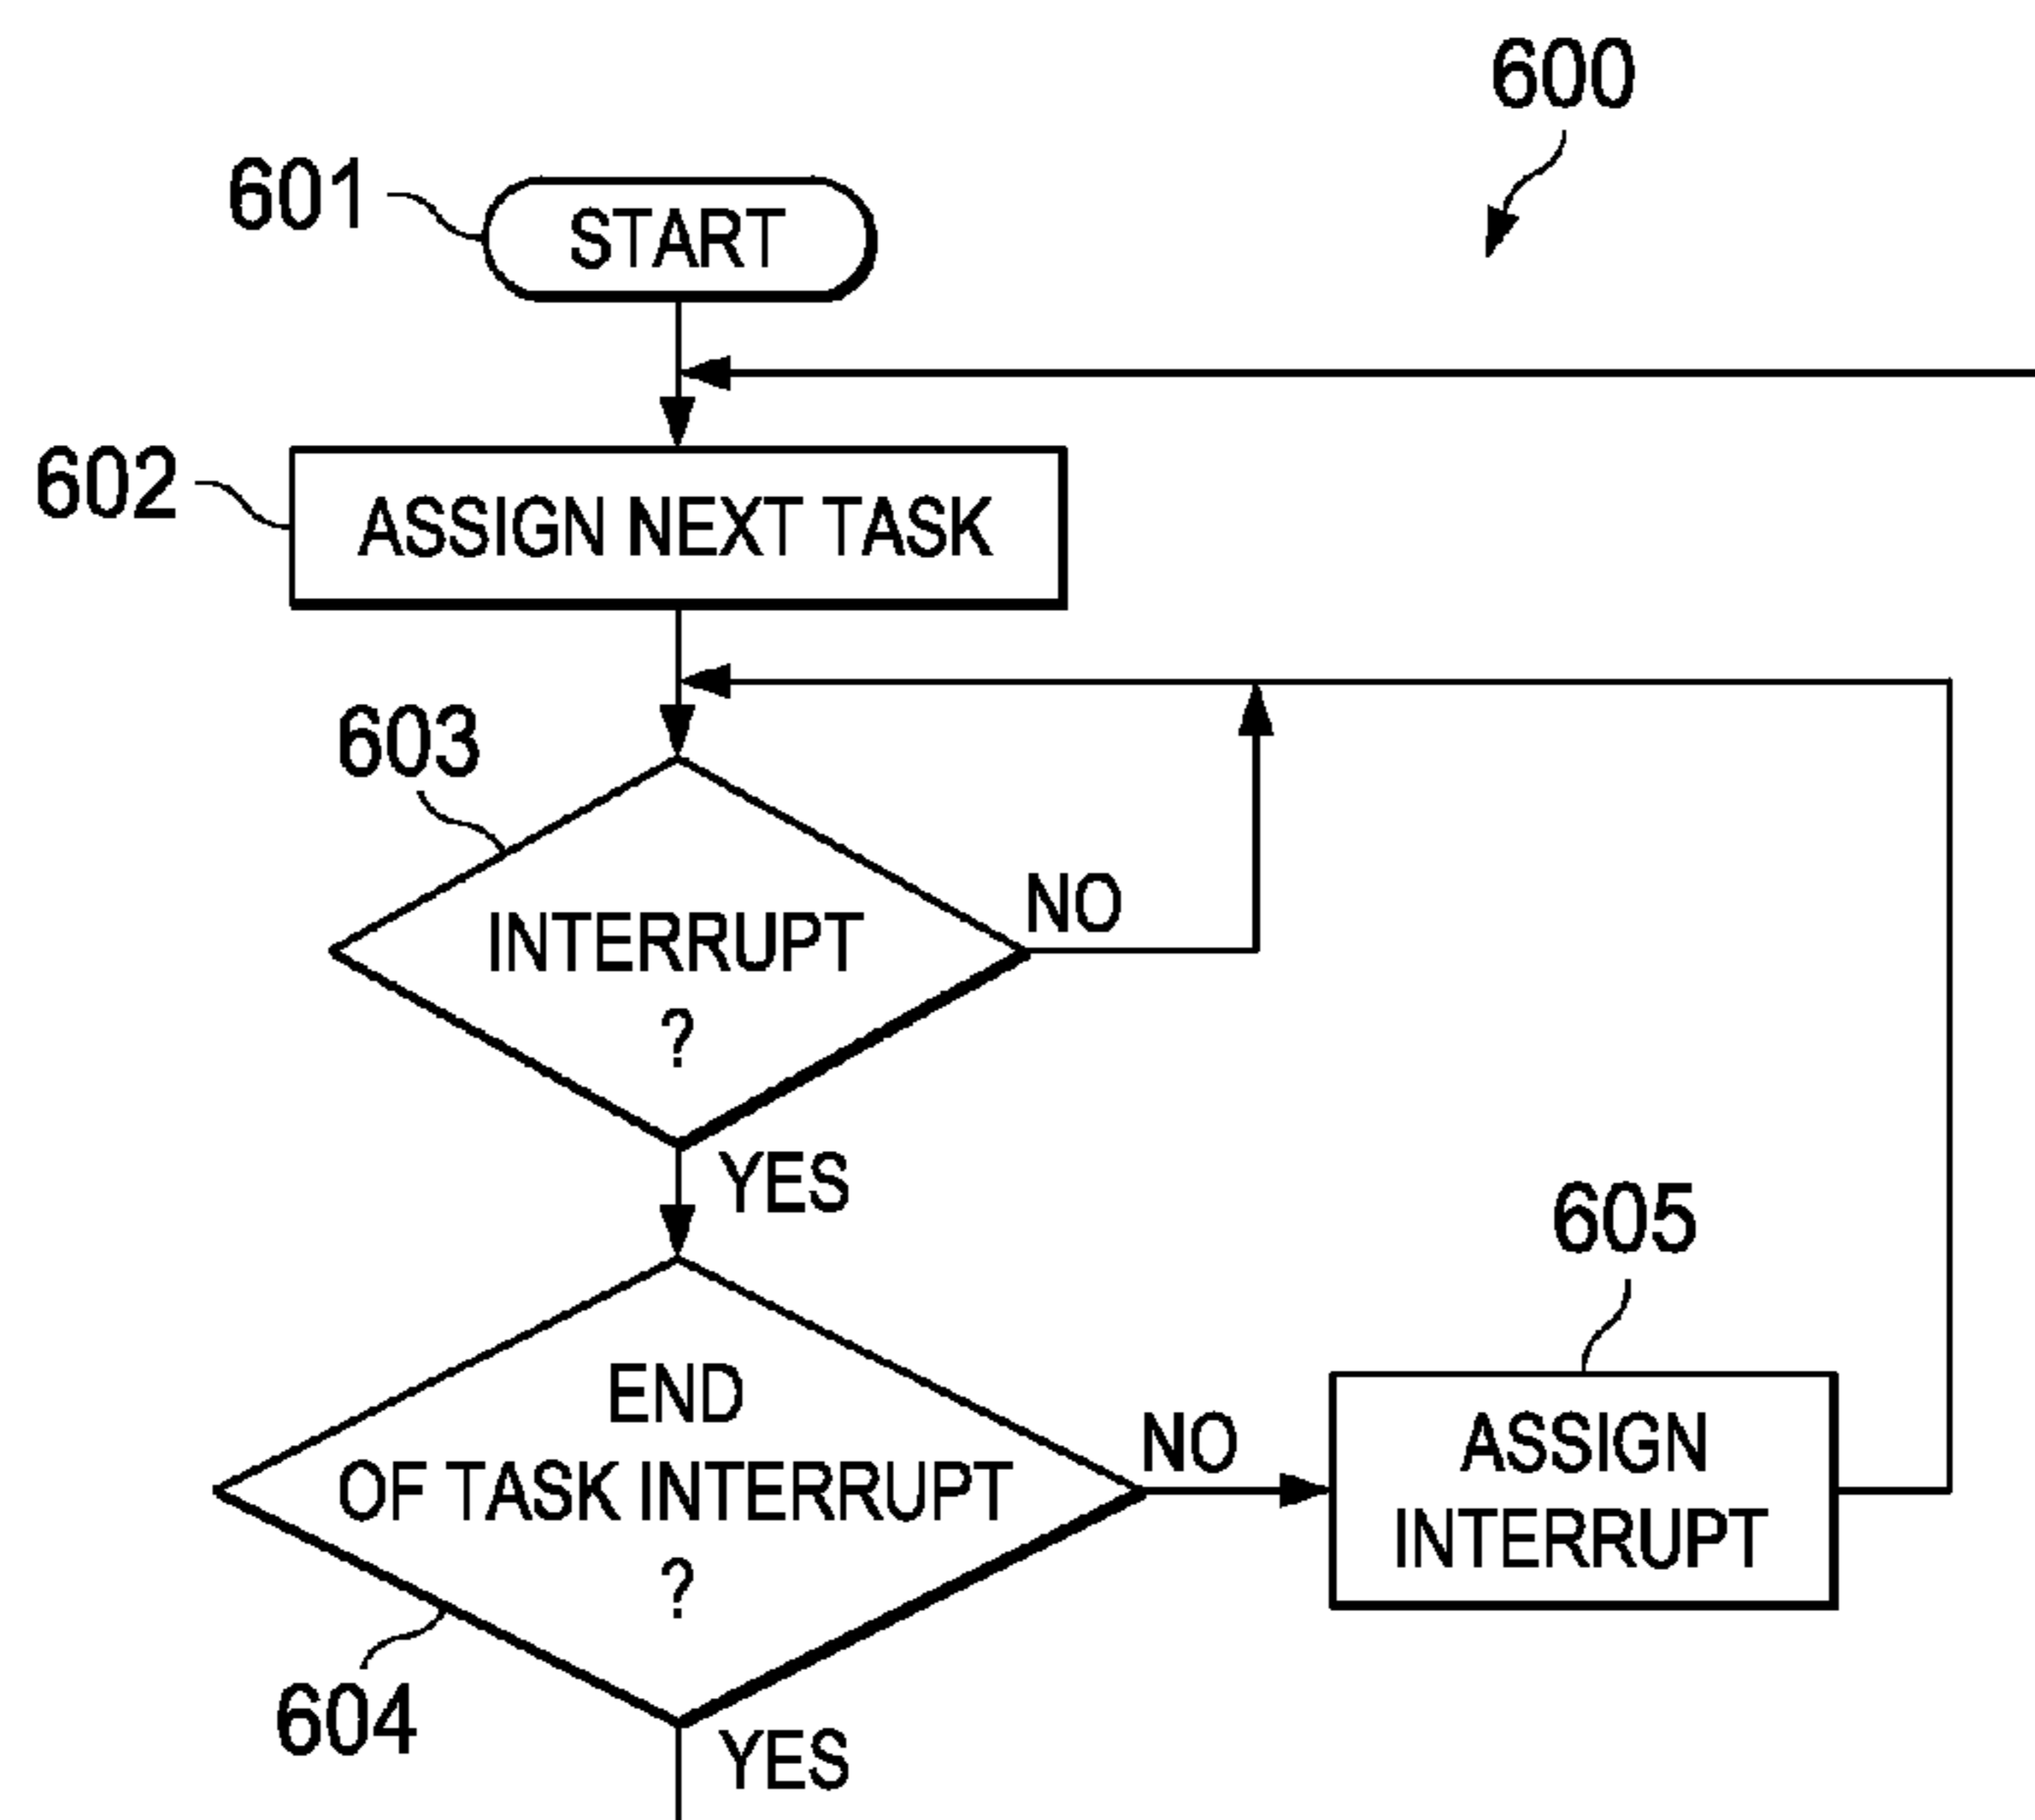 600
601
START
602
ASSIGN NEXT TASK
603
INTERRUPT
?
NO
YES
605
END
OF TASK INTERRUPT
?
NO
ASSIGN
INTERRUPT
604
YES